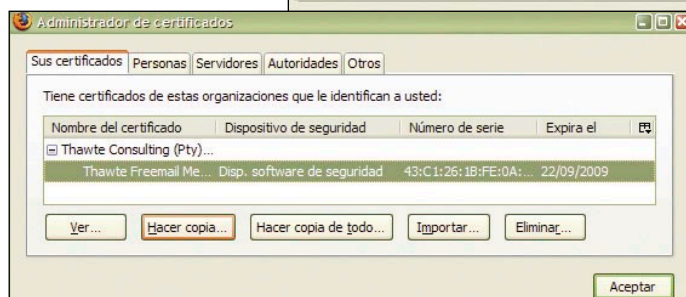 Administrador de certificados
Sus certificados Personas Servidores Autoridades Otros
Tiene certificados de estas organizaciones que le identifican a usted:
Nombre del certificado Dispositivo de seguridad Número de serie Expira el
Thawte Consulting (Pty)...
Thawte Freemail Me... Disp. software de seguridad 43:C1:26:1B:FE:0A:... 22/09/2009
Ver... Hacer copia... Hacer copia de todo... Importar... Eliminar...
Aceptar